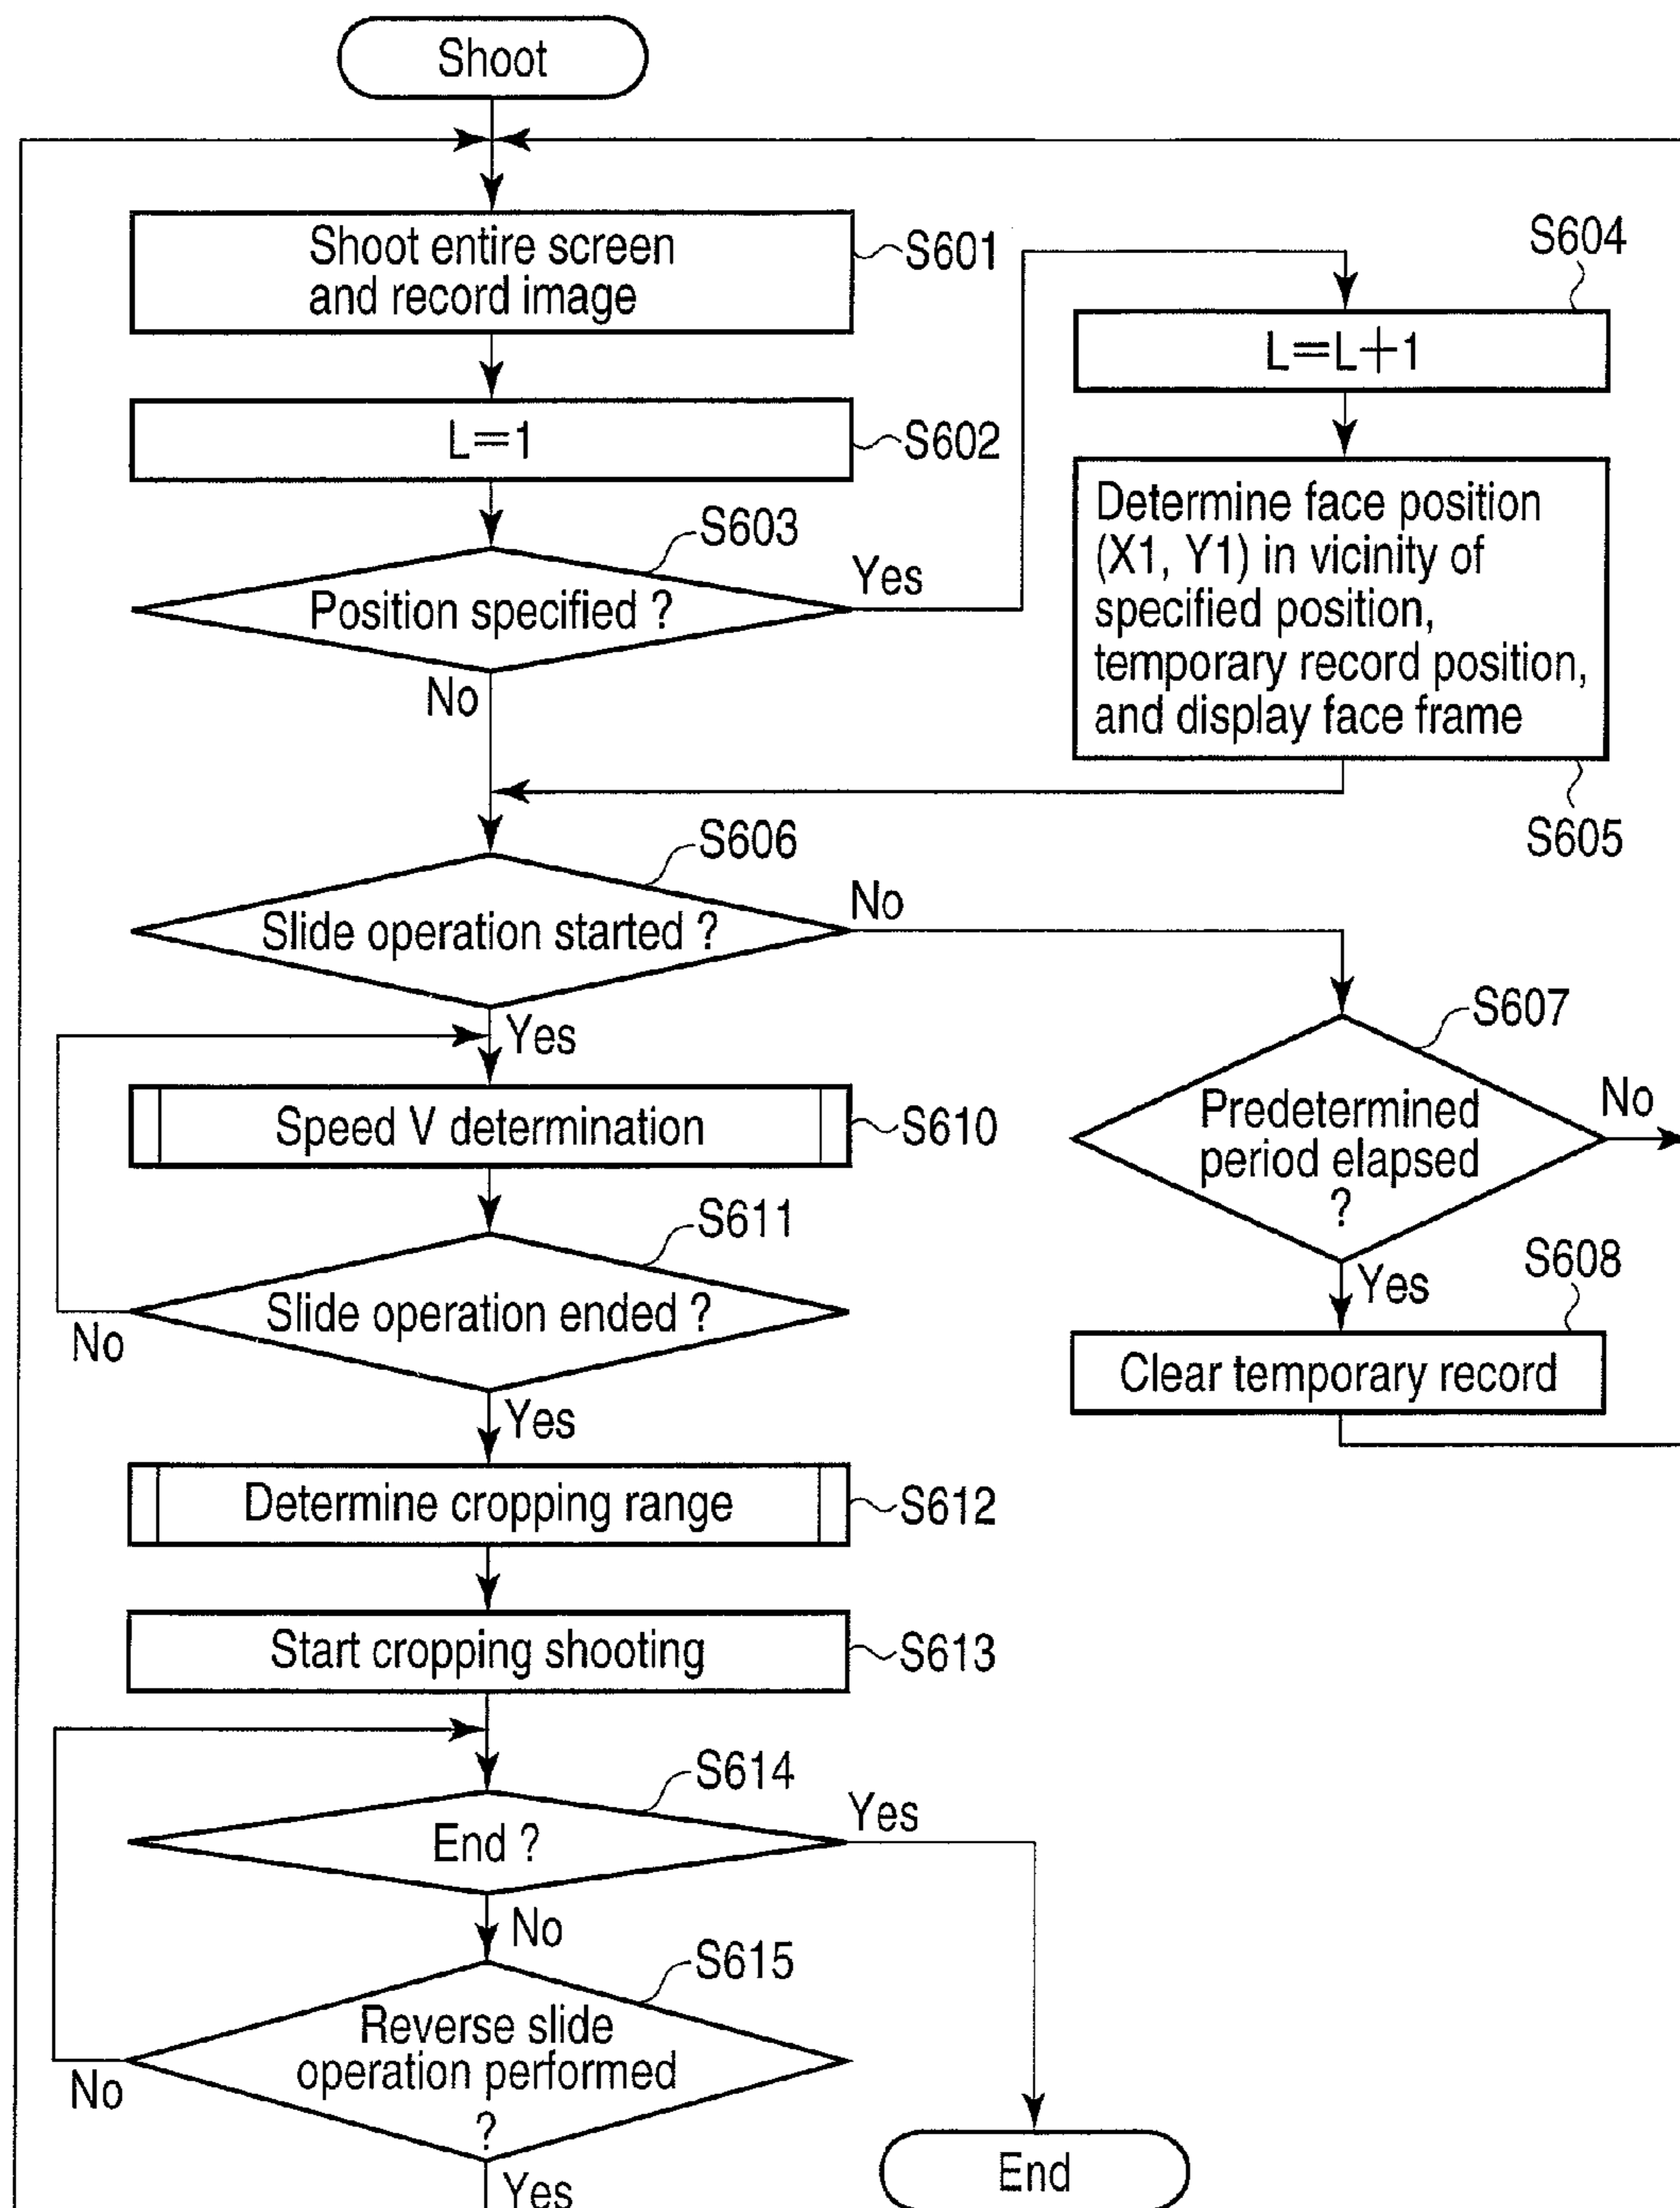 Shoot
Shoot entire screen
and record image
S601
L=1
S602
Position specified ?
S603
Yes
No
S604
L=L+1
Determine face position
(X1, Y1) in vicinity of
specified position,
temporary record position,
and display face frame
S605
Slide operation started ?
S606
No
Yes
S607
Predetermined
period elapsed
?
No
Yes
S608
Clear temporary record
Speed V determination
S610
Slide operation ended ?
S611
No
Yes
Determine cropping range
S612
Start cropping shooting
S613
End ?
S614
Yes
No
Reverse slide
operation performed
?
S615
No
Yes
End